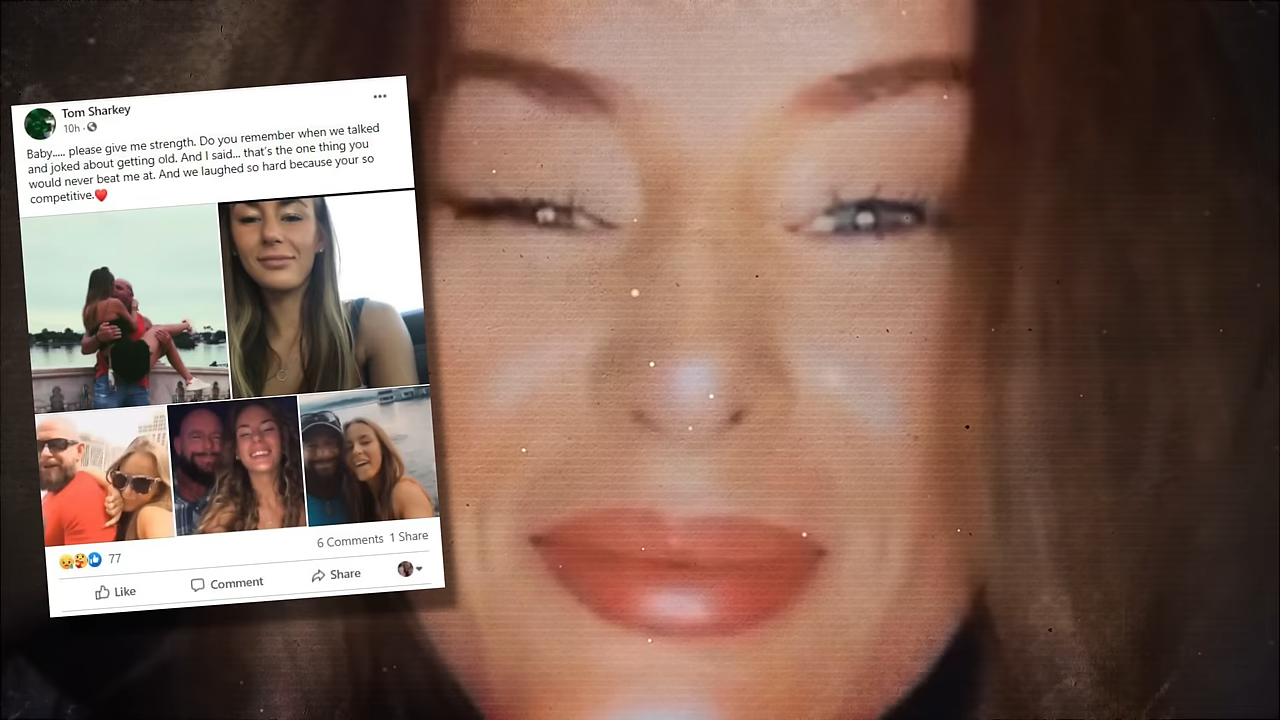 Tom Sharkey
10h ·
Baby..... please give me strength. Do you remember when we talked
and joked about getting old. And I said... that's the one thing you
would never beat me at. And we laughed so hard because your so
competitive.❤️
77
6 Comments 1 Share
Like Comment Share